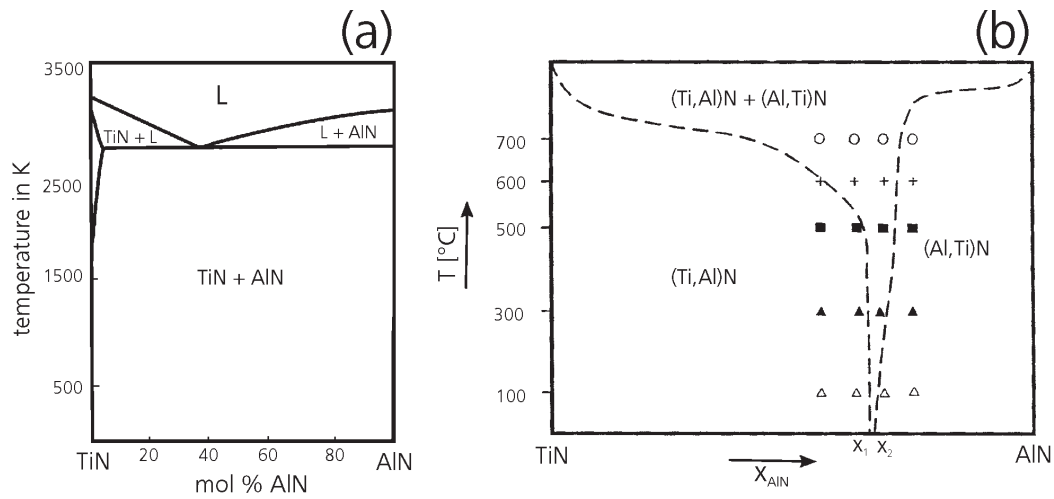 (a)
3500
L
TiN + L
L + AlN
2500
TiN + AlN
1500
500
temperature in K
TiN
20
40
60
80
AlN
mol % AlN
(b)
(Ti,Al)N + (Al,Ti)N
700
600
500
(Al,Ti)N
(Ti,Al)N
300
100
T [°C]
TiN
X₁
X₂
AlN
X_AlN